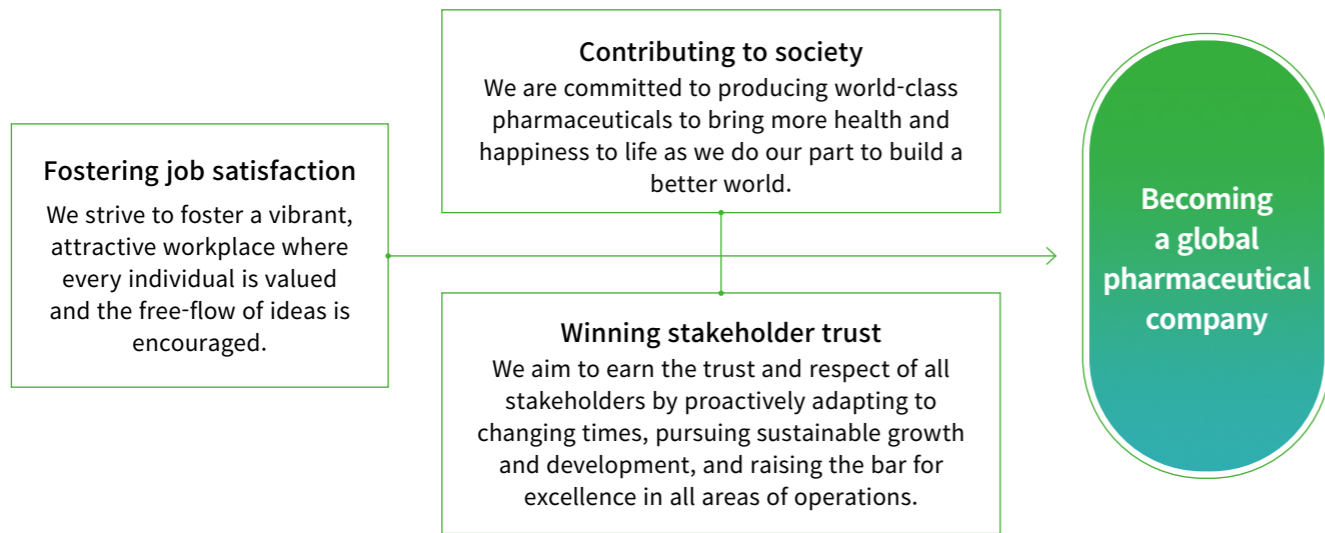 Fostering job satisfaction
We strive to foster a vibrant,
attractive workplace where
every individual is valued
and the free-flow of ideas is
encouraged.
Contributing to society
We are committed to producing world-class
pharmaceuticals to bring more health and
happiness to life as we do our part to build a
better world.
Winning stakeholder trust
We aim to earn the trust and respect of all
stakeholders by proactively adapting to
changing times, pursuing sustainable growth
and development, and raising the bar for
excellence in all areas of operations.
Becoming
a global
pharmaceutical
company